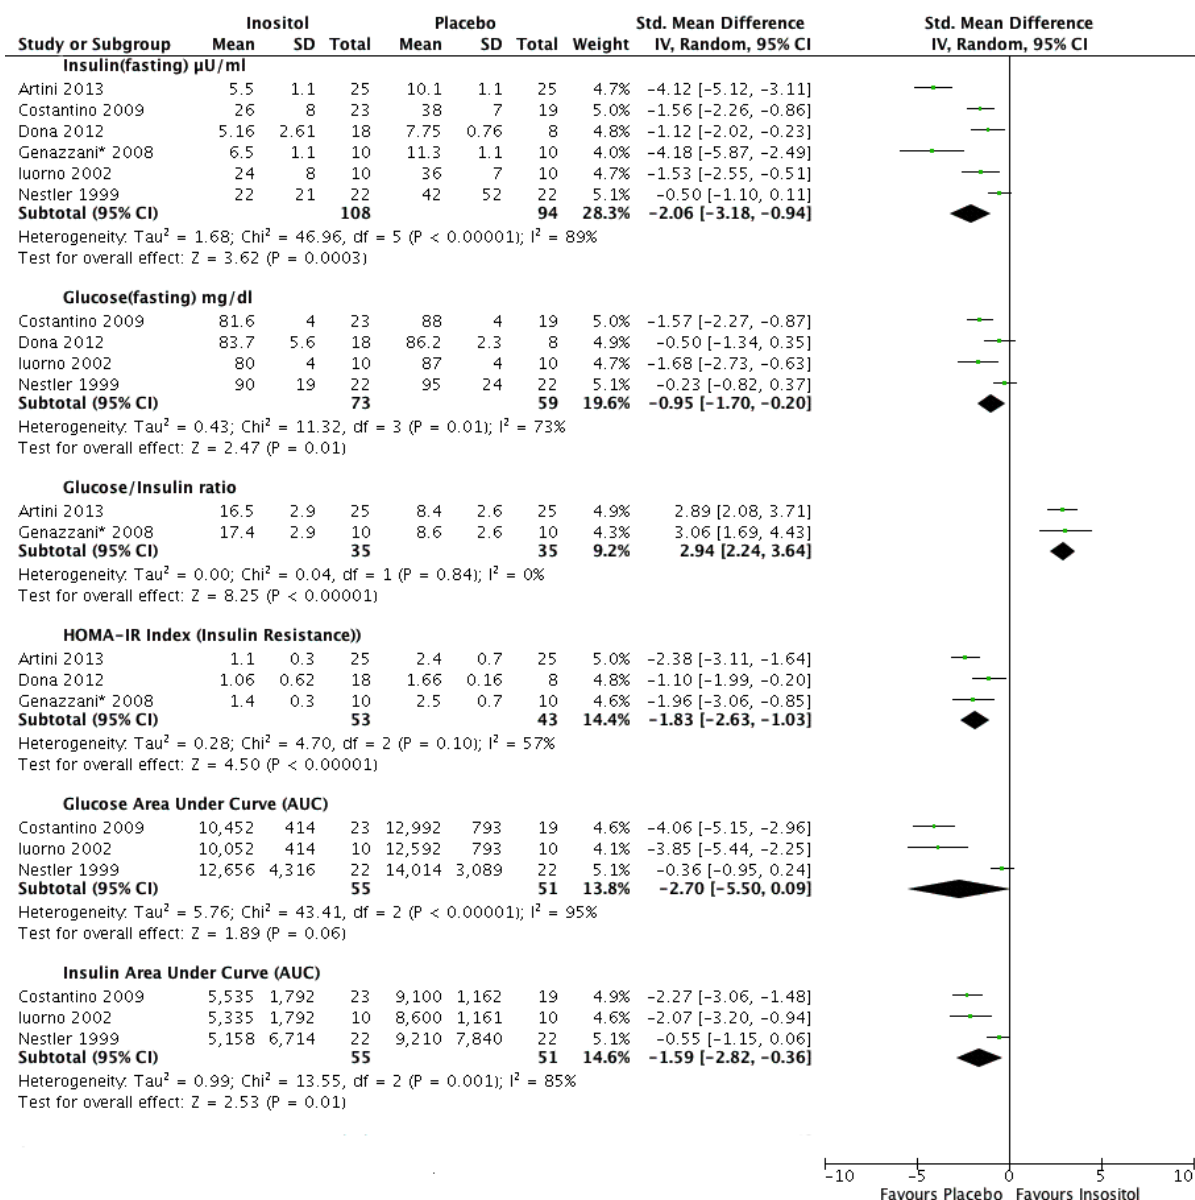 Inositol Placebo Std. Mean Difference Std. Mean Difference
Study or Subgroup Mean SD Total Mean SD Total Weight IV, Random, 95% CI IV, Random, 95% CI
Insulin(fasting) µU/ml
Artini 2013 5.5 1.1 25 10.1 1.1 25 4.7% −4.12 [−5.12, −3.11]
Costantino 2009 26 8 23 38 7 19 5.0% −1.56 [−2.26, −0.86]
Dona 2012 5.16 2.61 18 7.75 0.76 8 4.8% −1.12 [−2.02, −0.23]
Genazzani* 2008 6.5 1.1 10 11.3 1.1 10 4.0% −4.18 [−5.87, −2.49]
Iuorno 2002 24 8 10 36 7 10 4.7% −1.53 [−2.55, −0.51]
Nestler 1999 22 21 22 42 52 22 5.1% −0.50 [−1.10, 0.11]
Subtotal (95% CI) 108 94 28.3% −2.06 [−3.18, −0.94]
Heterogeneity: Tau² = 1.68; Chi² = 46.96, df = 5 (P < 0.00001); I² = 89%
Test for overall effect: Z = 3.62 (P = 0.0003)
Glucose(fasting) mg/dl
Costantino 2009 81.6 4 23 88 4 19 5.0% −1.57 [−2.27, −0.87]
Dona 2012 83.7 5.6 18 86.2 2.3 8 4.9% −0.50 [−1.34, 0.35]
Iuorno 2002 80 4 10 87 4 10 4.7% −1.68 [−2.73, −0.63]
Nestler 1999 90 19 22 95 24 22 5.1% −0.23 [−0.82, 0.37]
Subtotal (95% CI) 73 59 19.6% −0.95 [−1.70, −0.20]
Heterogeneity: Tau² = 0.43; Chi² = 11.32, df = 3 (P = 0.01); I² = 73%
Test for overall effect: Z = 2.47 (P = 0.01)
Glucose/Insulin ratio
Artini 2013 16.5 2.9 25 8.4 2.6 25 4.9% 2.89 [2.08, 3.71]
Genazzani* 2008 17.4 2.9 10 8.6 2.6 10 4.3% 3.06 [1.69, 4.43]
Subtotal (95% CI) 35 35 9.2% 2.94 [2.24, 3.64]
Heterogeneity: Tau² = 0.00; Chi² = 0.04, df = 1 (P = 0.84); I² = 0%
Test for overall effect: Z = 8.25 (P < 0.00001)
HOMA−IR Index (Insulin Resistance))
Artini 2013 1.1 0.3 25 2.4 0.7 25 5.0% −2.38 [−3.11, −1.64]
Dona 2012 1.06 0.62 18 1.66 0.16 8 4.8% −1.10 [−1.99, −0.20]
Genazzani* 2008 1.4 0.3 10 2.5 0.7 10 4.6% −1.96 [−3.06, −0.85]
Subtotal (95% CI) 53 43 14.4% −1.83 [−2.63, −1.03]
Heterogeneity: Tau² = 0.28; Chi² = 4.70, df = 2 (P = 0.10); I² = 57%
Test for overall effect: Z = 4.50 (P < 0.00001)
Glucose Area Under Curve (AUC)
Costantino 2009 10,452 414 23 12,992 793 19 4.6% −4.06 [−5.15, −2.96]
Iuorno 2002 10,052 414 10 12,592 793 10 4.1% −3.85 [−5.44, −2.25]
Nestler 1999 12,656 4,316 22 14,014 3,089 22 5.1% −0.36 [−0.95, 0.24]
Subtotal (95% CI) 55 51 13.8% −2.70 [−5.50, 0.09]
Heterogeneity: Tau² = 5.76; Chi² = 43.41, df = 2 (P < 0.00001); I² = 95%
Test for overall effect: Z = 1.89 (P = 0.06)
Insulin Area Under Curve (AUC)
Costantino 2009 5,535 1,792 23 9,100 1,162 19 4.9% −2.27 [−3.06, −1.48]
Iuorno 2002 5,335 1,792 10 8,600 1,161 10 4.6% −2.07 [−3.20, −0.94]
Nestler 1999 5,158 6,714 22 9,210 7,840 22 5.1% −0.55 [−1.15, 0.06]
Subtotal (95% CI) 55 51 14.6% −1.59 [−2.82, −0.36]
Heterogeneity: Tau² = 0.99; Chi² = 13.55, df = 2 (P = 0.001); I² = 85%
Test for overall effect: Z = 2.53 (P = 0.01)
−10 −5 0 5 10
Favours Placebo Favours Inositol